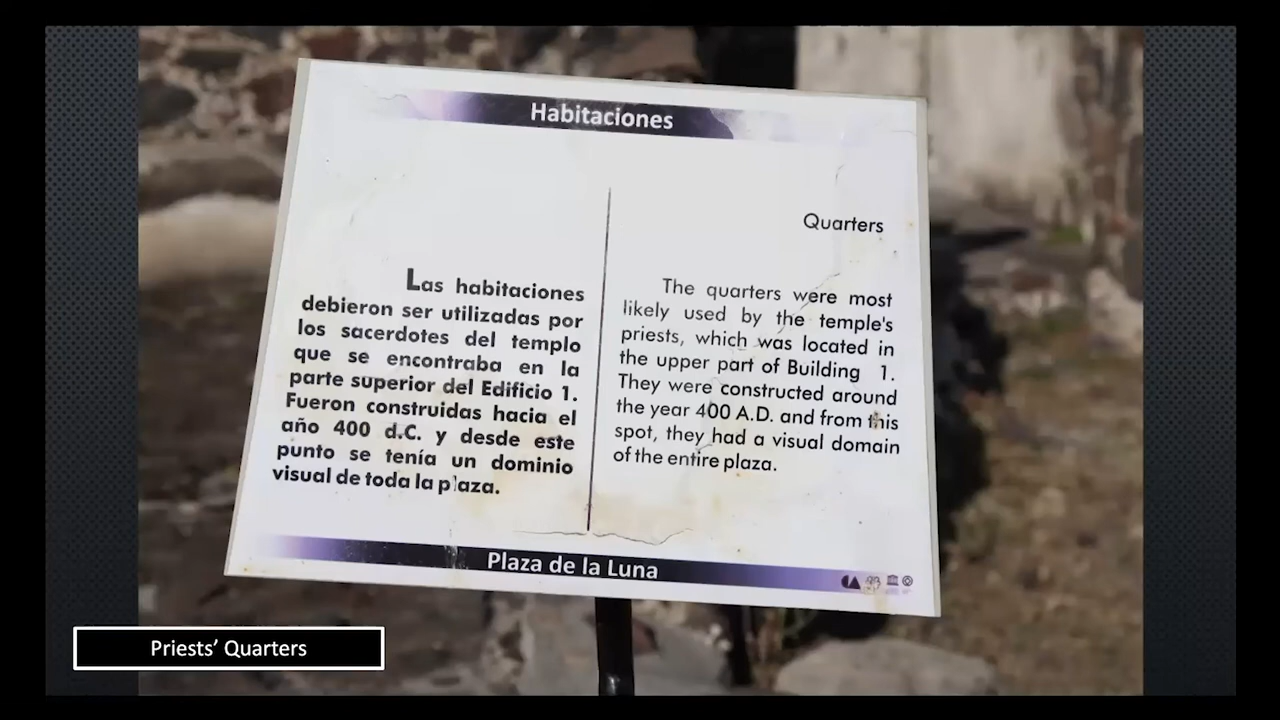 Habitaciones
Las habitaciones
debieron ser utilizadas por
los sacerdotes del templo
que se encontraba en la
parte superior del Edificio 1.
Fueron construidas hacia el
año 400 d.C. y desde este
punto se tenía un dominio
visual de toda la plaza.
Quarters
The quarters were most
likely used by the temple's
priests, which was located in
the upper part of Building 1.
They were constructed around
the year 400 A.D. and from this
spot, they had a visual domain
of the entire plaza.
Plaza de la Luna
Priests’ Quarters